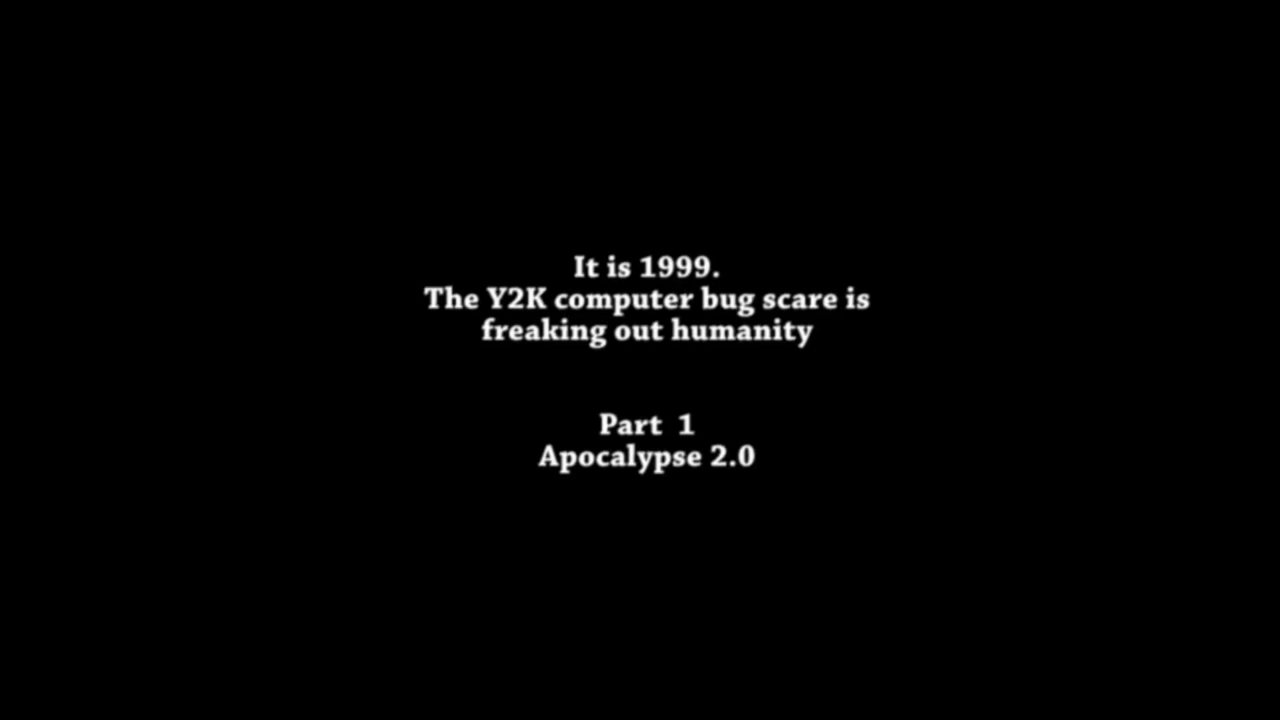 It is 1999.
The Y2K computer bug scare is
freaking out humanity
Part 1
Apocalypse 2.0